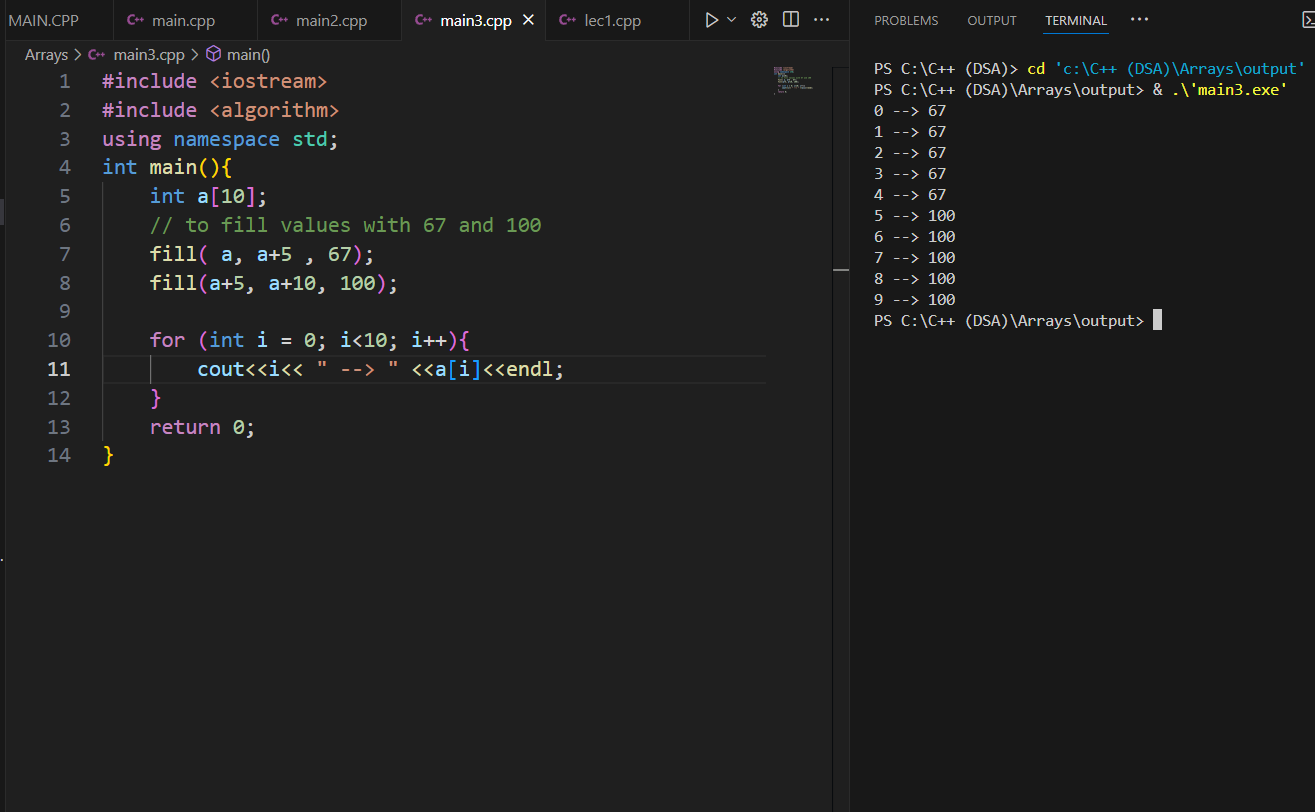 MAIN.CPP main.cpp main2.cpp main3.cpp lec1.cpp
Arrays > main3.cpp > main()
1 #include <iostream>
2 #include <algorithm>
3 using namespace std;
4 int main(){
5 int a[10];
6 // to fill values with 67 and 100
7 fill( a, a+5 , 67);
8 fill(a+5, a+10, 100);
9
10 for (int i = 0; i<10; i++){
11 cout<<i<< " --> " <<a[i]<<endl;
12 }
13 return 0;
14 }
PROBLEMS OUTPUT TERMINAL
PS C:\C++ (DSA)> cd 'c:\C++ (DSA)\Arrays\output'
PS C:\C++ (DSA)\Arrays\output> & .\'main3.exe'
0 --> 67
1 --> 67
2 --> 67
3 --> 67
4 --> 67
5 --> 100
6 --> 100
7 --> 100
8 --> 100
9 --> 100
PS C:\C++ (DSA)\Arrays\output>